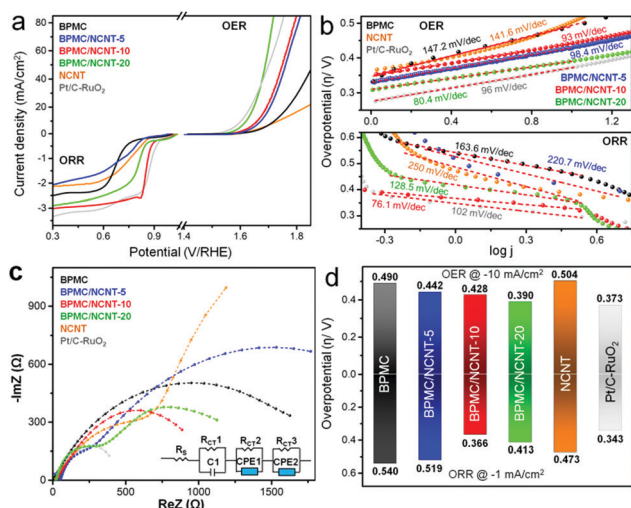 a
OER
ORR
BPMC
BPMC/NCNT-5
BPMC/NCNT-10
BPMC/NCNT-20
NCNT
Pt/C-RuO₂
Current density (mA/cm²)
80
60
40
20
0
-1
-2
-3
0.3
0.6
0.9
1.4
1.6
1.8
Potential (V/RHE)
b
BPMC
NCNT
Pt/C-RuO₂
OER
147.2 mV/dec
141.6 mV/dec
93 mV/dec
98.4 mV/dec
80.4 mV/dec
96 mV/dec
BPMC/NCNT-5
BPMC/NCNT-10
BPMC/NCNT-20
0.5
0.4
0.3
0.2
0.0
0.4
0.8
1.2
Overpotential (η/ V)
ORR
163.6 mV/dec
220.7 mV/dec
250 mV/dec
128.5 mV/dec
76.1 mV/dec
102 mV/dec
0.6
0.5
0.4
0.3
-0.3
0.0
0.3
0.6
log j
c
BPMC
BPMC/NCNT-5
BPMC/NCNT-10
BPMC/NCNT-20
NCNT
Pt/C-RuO₂
-ImZ (Ω)
-900
-600
-300
0
0
500
1000
1500
ReZ (Ω)
R_S
R_CT1
R_CT2
R_CT3
C1
CPE1
CPE2
d
OER @ -10 mA/cm²
0.490
0.442
0.428
0.390
0.504
0.373
BPMC
BPMC/NCNT-5
BPMC/NCNT-10
BPMC/NCNT-20
NCNT
Pt/C-RuO₂
0.540
0.519
0.366
0.413
0.473
0.343
ORR @ -1 mA/cm²
Overpotential (η/ V)
0.4
0.2
0.0
0.2
0.4
0.6